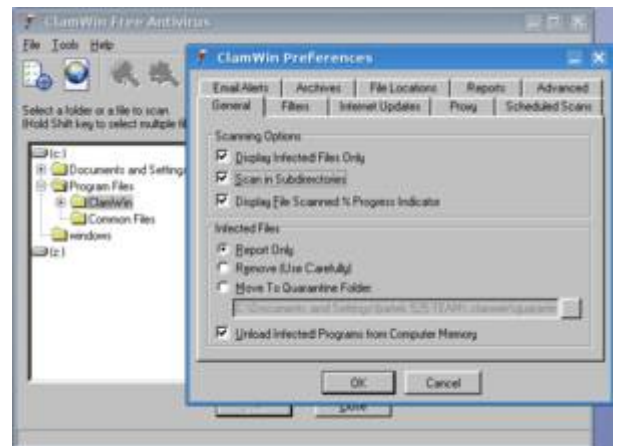 ClamWin Free Antivirus
File Tools Help
Select a folder or a file to scan
(Hold Shift key to select multiple
(c:)
Documents and Setting
Program Files
ClamWin
Common Files
windows
(z:)
ClamWin Preferences
Email Alerts Archives File Locations Reports Advanced
General Filters Internet Updates Proxy Scheduled Scans
Scanning Options
Display Infected Files Only
Scan in Subdirectories
Display File Scanned % Progress Indicator
Infected Files
Report Only
Remove (Use Carefully)
Move To Quarantine Folder:
C:\Documents and Settings\
Unload Infected Programs from Computer Memory
OK Cancel